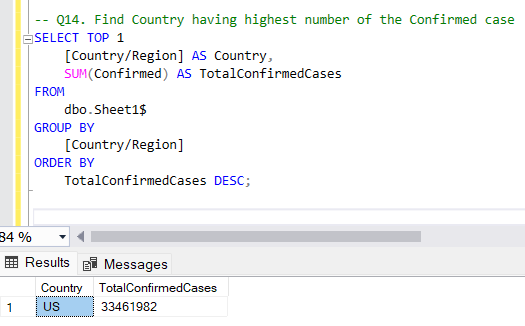 -- Q14. Find Country having highest number of the Confirmed case
SELECT TOP 1
[Country/Region] AS Country,
SUM(Confirmed) AS TotalConfirmedCases
FROM
dbo.Sheet1$
GROUP BY
[Country/Region]
ORDER BY
TotalConfirmedCases DESC;
84 %
Results Messages
Country TotalConfirmedCases
1 US 33461982